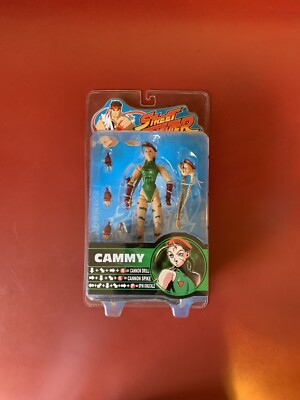 STREET
FIGHTER
CAMMY
+ K = CANNON DRILL
+ K = CANNON SPIKE
+ P = SPIN KNUCKLE